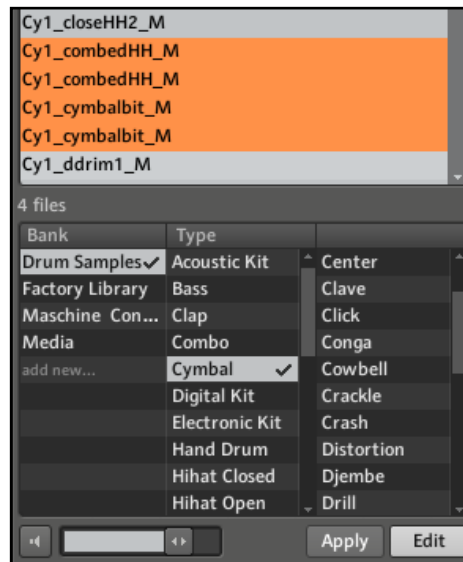 Cy1_closeHH2_M
Cy1_combedHH_M
Cy1_combedHH_M
Cy1_cymbalbit_M
Cy1_cymbalbit_M
Cy1_ddrim1_M
4 files
Bank Type
Drum Samples Acoustic Kit Center
Factory Library Bass Clave
Maschine Con... Clap Click
Media Combo Conga
add new... Cymbal Cowbell
Digital Kit Crackle
Electronic Kit Crash
Hand Drum Distortion
Hihat Closed Djembe
Hihat Open Drill
Apply Edit